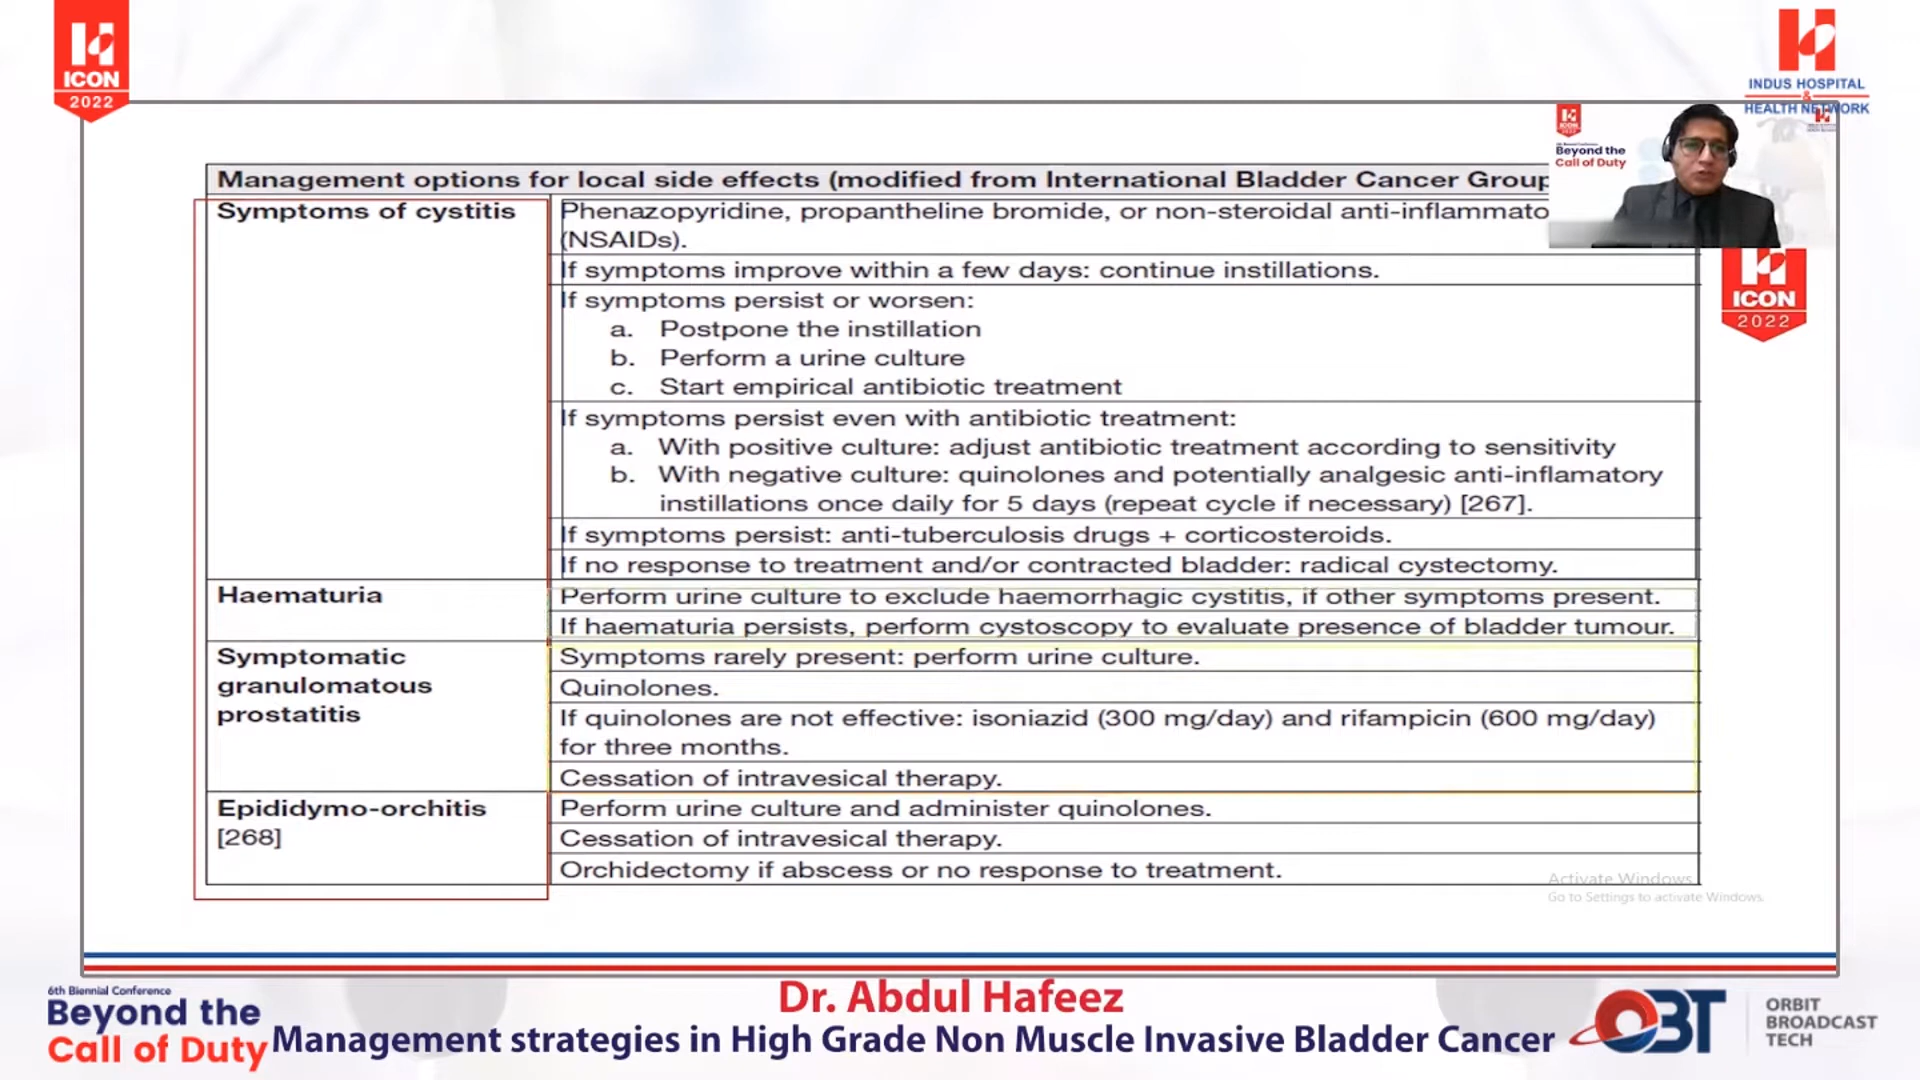 ICON
2022
INDUS HOSPITAL
&
HEALTH NETWORK
ICON
2022
Beyond the
Call of Duty
Management options for local side effects (modified from International Bladder Cancer Group
Symptoms of cystitis
Phenazopyridine, propantheline bromide, or non-steroidal anti-inflammato
(NSAIDs).
If symptoms improve within a few days: continue instillations.
If symptoms persist or worsen:
a. Postpone the instillation
b. Perform a urine culture
c. Start empirical antibiotic treatment
If symptoms persist even with antibiotic treatment:
a. With positive culture: adjust antibiotic treatment according to sensitivity
b. With negative culture: quinolones and potentially analgesic anti-inflamatory
instillations once daily for 5 days (repeat cycle if necessary) [267].
If symptoms persist: anti-tuberculosis drugs + corticosteroids.
If no response to treatment and/or contracted bladder: radical cystectomy.
Haematuria
Perform urine culture to exclude haemorrhagic cystitis, if other symptoms present.
If haematuria persists, perform cystoscopy to evaluate presence of bladder tumour.
Symptomatic
granulomatous
prostatitis
Symptoms rarely present: perform urine culture.
Quinolones.
If quinolones are not effective: isoniazid (300 mg/day) and rifampicin (600 mg/day)
for three months.
Cessation of intravesical therapy.
Epididymo-orchitis
[268]
Perform urine culture and administer quinolones.
Cessation of intravesical therapy.
Orchidectomy if abscess or no response to treatment.
ICON
2022
Activate Windows
Go to Settings to activate Windows.
6th Biennial Conference
Beyond the
Call of Duty
Dr. Abdul Hafeez
Management strategies in High Grade Non Muscle Invasive Bladder Cancer
OBT
ORBIT
BROADCAST
TECH